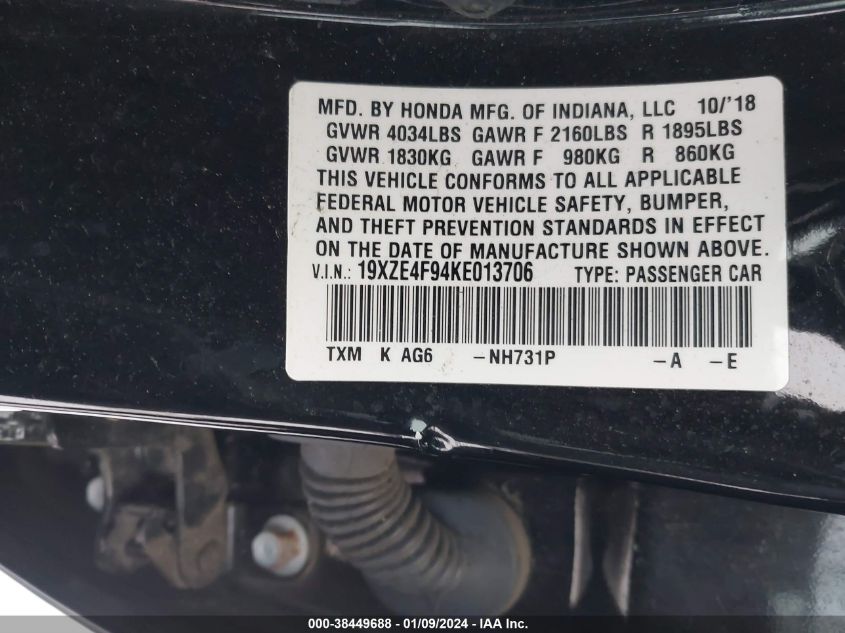 MFD. BY HONDA MFG. OF INDIANA, LLC 10/'18
GVWR 4034LBS GAWR F 2160LBS R 1895LBS
GVWR 1830KG GAWR F 980KG R 860KG
THIS VEHICLE CONFORMS TO ALL APPLICABLE
FEDERAL MOTOR VEHICLE SAFETY, BUMPER,
AND THEFT PREVENTION STANDARDS IN EFFECT
ON THE DATE OF MANUFACTURE SHOWN ABOVE.
V.I.N.: 19XZE4F94KE013706 TYPE: PASSENGER CAR
TXM K AG6 -NH731P -A -E
000-38449688 - 01/09/2024 - IAA Inc.